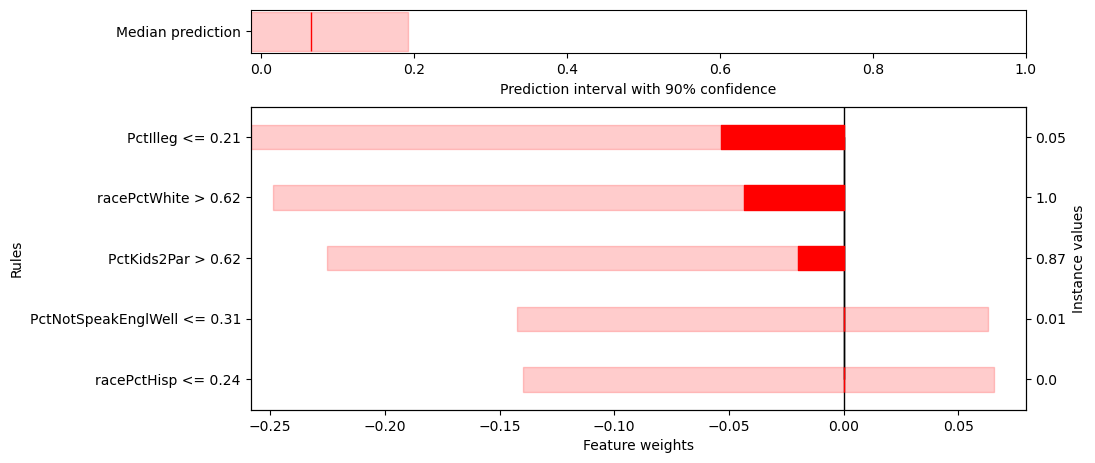 Median prediction
0.0 0.2 0.4 0.6 0.8 1.0
Prediction interval with 90% confidence
Rules
PctIlleg <= 0.21
racePctWhite > 0.62
PctKids2Par > 0.62
PctNotSpeakEnglWell <= 0.31
racePctHisp <= 0.24
0.05
1.0
0.87
0.01
0.0
Instance values
−0.25 −0.20 −0.15 −0.10 −0.05 0.00 0.05
Feature weights